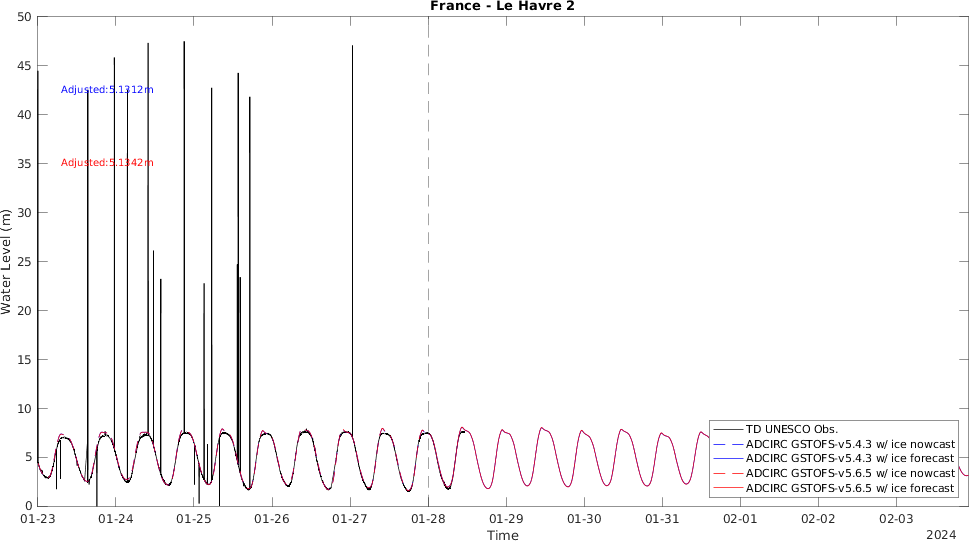 France - Le Havre 2
50
45
40
35
30
25
20
15
10
5
0
Water Level (m)
Adjusted:5.1312m
Adjusted:5.1342m
TD UNESCO Obs.
ADCIRC GSTOFS-v5.4.3 w/ ice nowcast
ADCIRC GSTOFS-v5.4.3 w/ ice forecast
ADCIRC GSTOFS-v5.6.5 w/ ice nowcast
ADCIRC GSTOFS-v5.6.5 w/ ice forecast
01-23 01-24 01-25 01-26 01-27 01-28 01-29 01-30 01-31 02-01 02-02 02-03
Time
2024